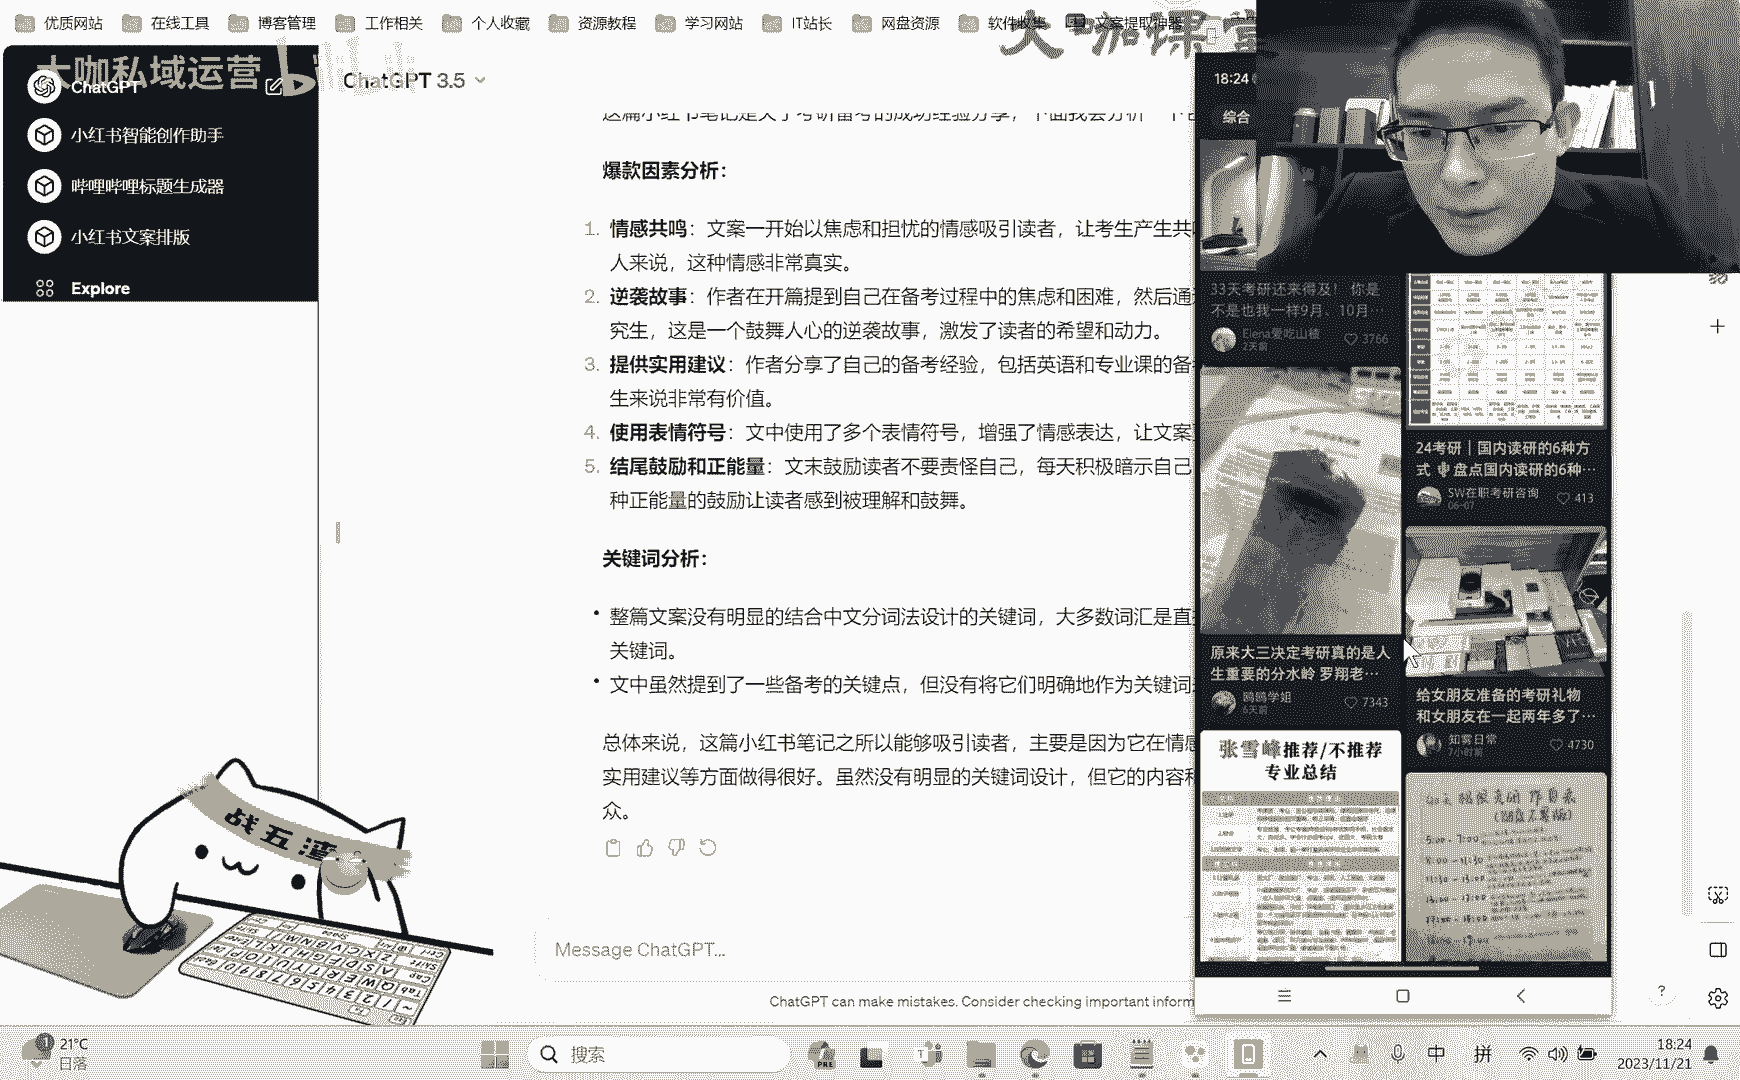 优质网站
在线工具
博客管理
工作相关
个人收藏
资源教程
学习网站
IT站长
网盘资源
软件收集
文案提取神器
大咖课堂
大咖私域运营
ChatGPT
小红书智能创作助手
哔哩哔哩标题生成器
小红书文案排版
Explore
ChatGPT 3.5
爆款因素分析：
1. 情感共鸣：文案一开始以焦虑和担忧的情感吸引读者，让考生产生共
人来说，这种情感非常真实。
2. 逆袭故事：作者在开篇提到自己在备考过程中的焦虑和困难，然后通
究生，这是一个鼓舞人心的逆袭故事，激发了读者的希望和动力。
3. 提供实用建议：作者分享了自己的备考经验，包括英语和专业课的备
生来说非常有价值。
4. 使用表情符号：文中使用了多个表情符号，增强了情感表达，让文案
5. 结尾鼓励和正能量：文末鼓励读者不要责怪自己，每天积极暗示自己
种正能量的鼓励让读者感到被理解和鼓舞。
关键词分析：
• 整篇文案没有明显的结合中文分词法设计的关键词，大多数词汇是直
关键词。
• 文中虽然提到了一些备考的关键点，但没有将它们明确地作为关键词
总体来说，这篇小红书笔记之所以能够吸引读者，主要是因为它在情
实用建议等方面做得很好。虽然没有明显的关键词设计，但它的内容和
众。
Message ChatGPT...
ChatGPT can make mistakes. Consider checking important inform
18:24
综合
33天考研还来得及！ 你是
不是也我一样9月、10月…
Elena爱吃山楂
2天前
3766
24考研｜国内读研的6种方
式 盘点国内读研的6种…
SW在职考研咨询
06-07
413
原来大三决定考研真的是人
生重要的分水岭 罗翔老…
鸥鸥学姐
6天前
7343
给女朋友准备的考研礼物
和女朋友在一起两年多了…
知雾日常
7小时前
4730
张雪峰推荐/不推荐
专业总结
战五渣
21°C
日落
搜索
中
拼
18:24
2023/11/21